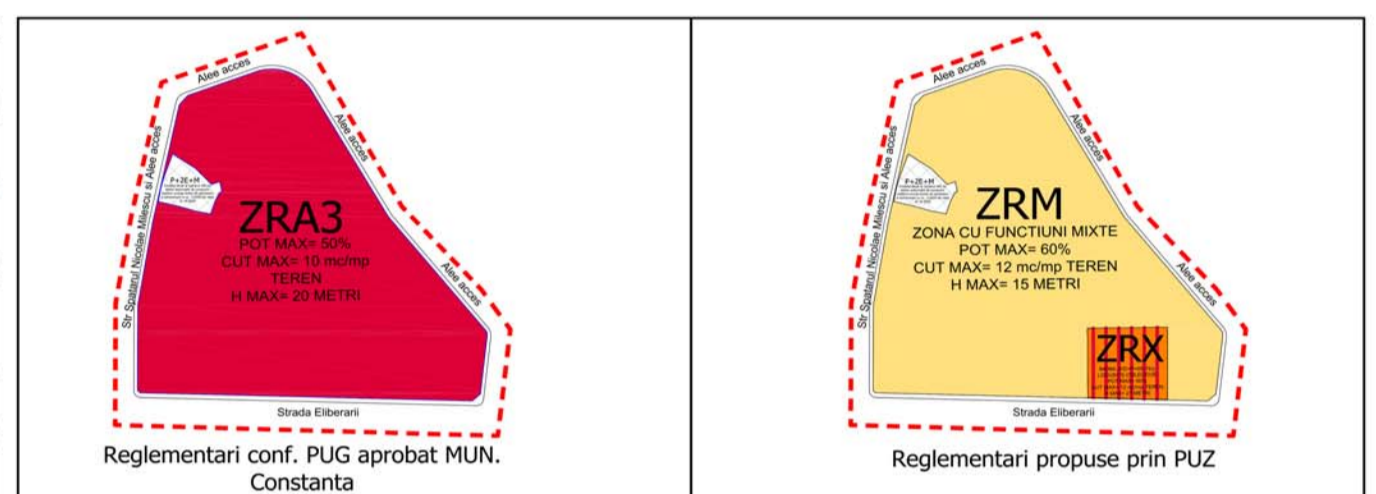 Alee acces
Alee acces
Str Spatarul Nicolae Milescu si Alee acces
P+2E+M
ZRA3
POT MAX= 50%
CUT MAX= 10 mc/mp
TEREN
H MAX= 20 METRI
Alee acces
Strada Eliberarii
Reglementari conf. PUG aprobat MUN.
Constanta
Alee acces
Alee acces
Str Spatarul Nicolae Milescu si Alee acces
P+2E+M
ZRM
ZONA CU FUNCTIUNI MIXTE
POT MAX= 60%
CUT MAX= 12 mc/mp TEREN
H MAX= 15 METRI
Alee acces
ZRX
Strada Eliberarii
Reglementari propuse prin PUZ